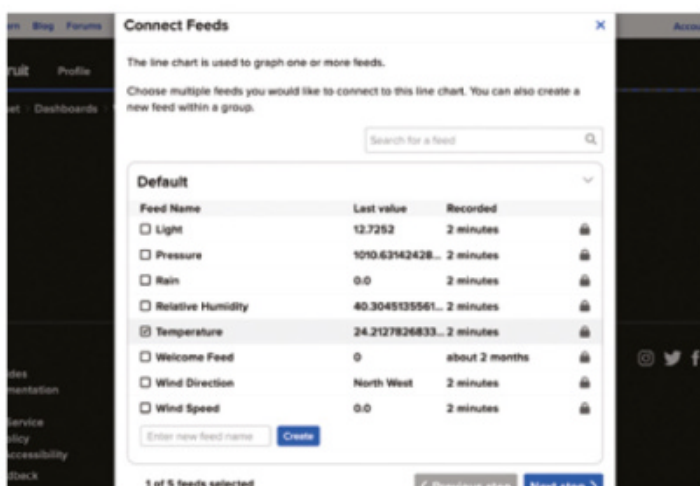 Blog Forums
Connect Feeds
×
The line chart is used to graph one or more feeds.
Choose multiple feeds you would like to connect to this line chart. You can also create a
new feed within a group.
Profile
Dashboards
Search for a feed
Default
Feed Name Last value Recorded
Light 12.7252 2 minutes
Pressure 1010.63142428... 2 minutes
Rain 0.0 2 minutes
Relative Humidity 40.3045135561... 2 minutes
Temperature 24.2127826833... 2 minutes
Welcome Feed 0 about 2 months
Wind Direction North West 2 minutes
Wind Speed 0.0 2 minutes
Enter new feed name Create
1 of 5 feeds selected
< Previous step Next step >